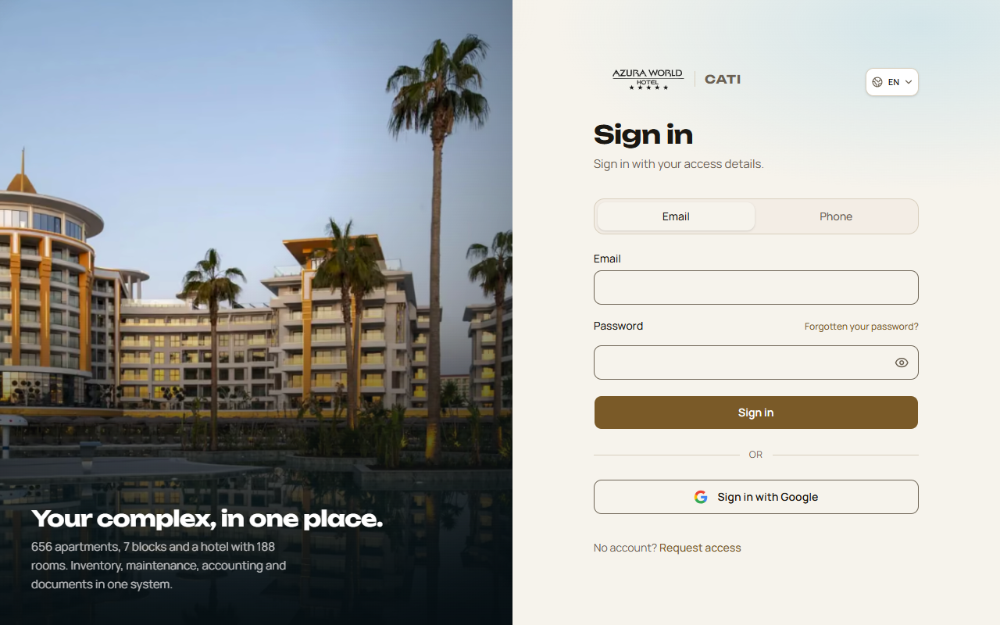 AZURA WORLD
HOTEL
CATI
EN
Sign in
Sign in with your access details.
Email
Phone
Email
Password
Forgotten your password?
Sign in
OR
Sign in with Google
No account? Request access
Your complex, in one place.
656 apartments, 7 blocks and a hotel with 188
rooms. Inventory, maintenance, accounting and
documents in one system.